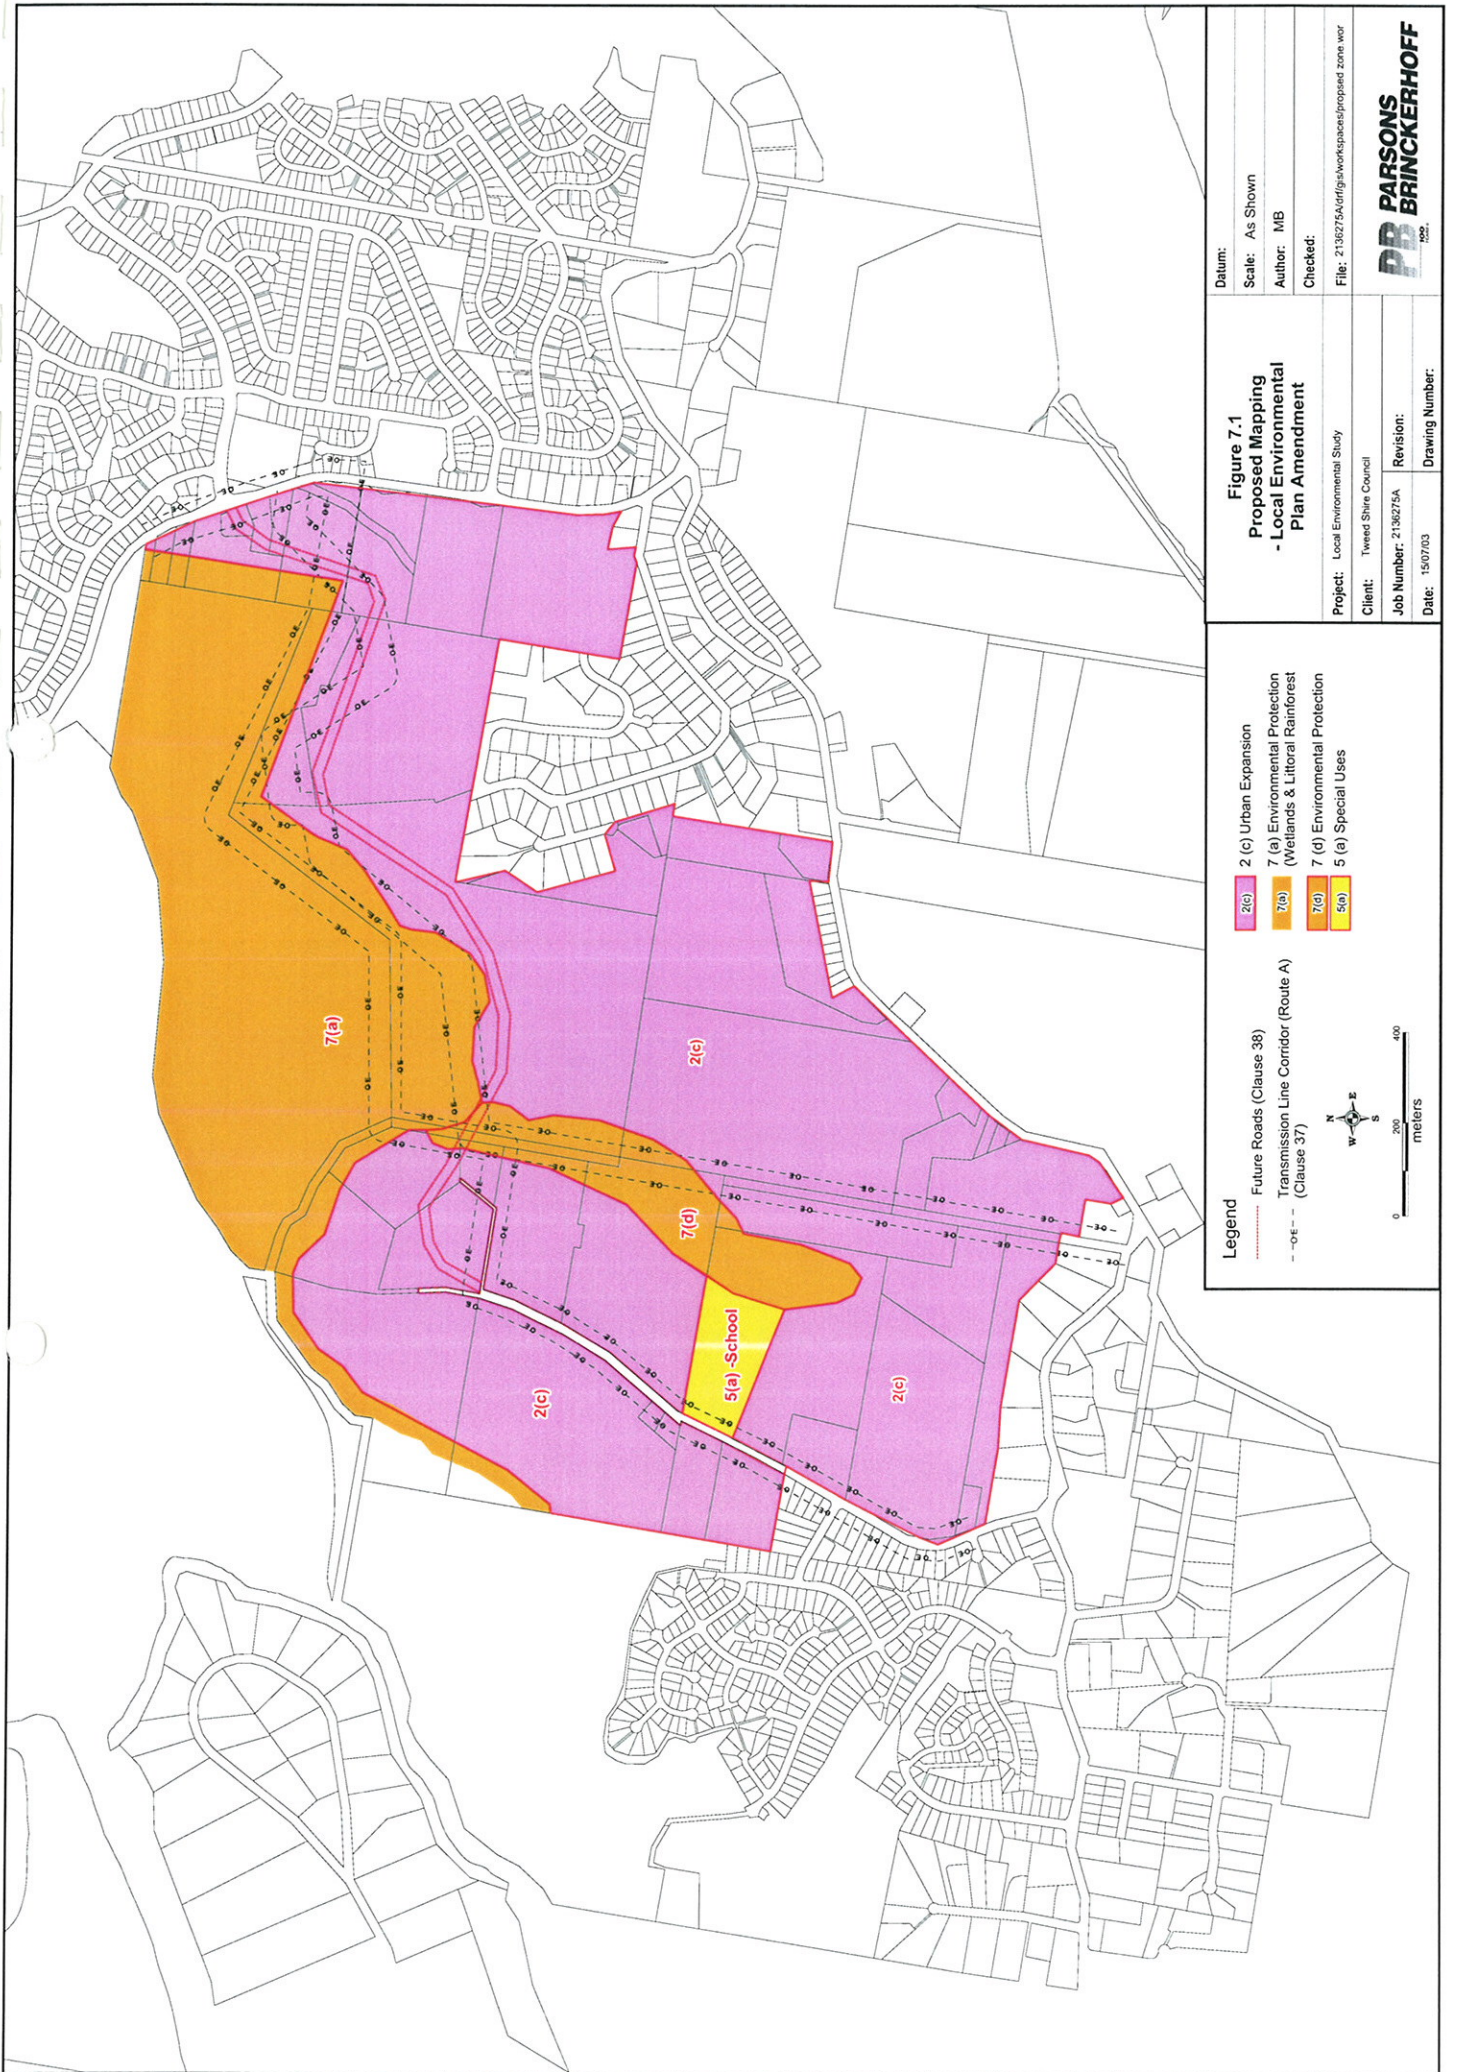 7(a)
2(c)
7(d)
2(c)
5(a) -School
2(c)
Legend
Future Roads (Clause 38)
Transmission Line Corridor (Route A)
(Clause 37)
OE
2(c)
2 (c) Urban Expansion
7(a)
7 (a) Environmental Protection
(Wetlands & Littoral Rainforest
7(d)
7 (d) Environmental Protection
5(a)
5 (a) Special Uses
N
W
E
S
0
200
400
meters
Figure 7.1
Proposed Mapping
- Local Environmental
Plan Amendment
Project: Local Environmental Study
Client: Tweed Shire Council
Job Number: 2136275A
Revision:
Date: 15/07/03
Drawing Number:
Datum:
Scale: As Shown
Author: MB
Checked:
File: 2136275A/drf/gis/workspaces/propsed zone.wor
PB PARSONS
BRINCKERHOFF
100